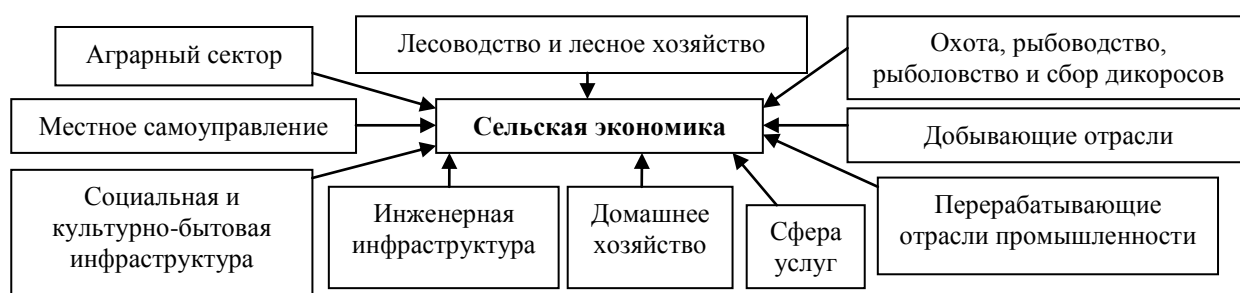 Аграрный сектор
Лесоводство и лесное хозяйство
Охота, рыбоводство,
рыболовство и сбор дикоросов
Местное самоуправление
Сельская экономика
Добывающие отрасли
Социальная и
культурно-бытовая
инфраструктура
Инженерная
инфраструктура
Домашнее
хозяйство
Сфера
услуг
Перерабатывающие
отрасли промышленности